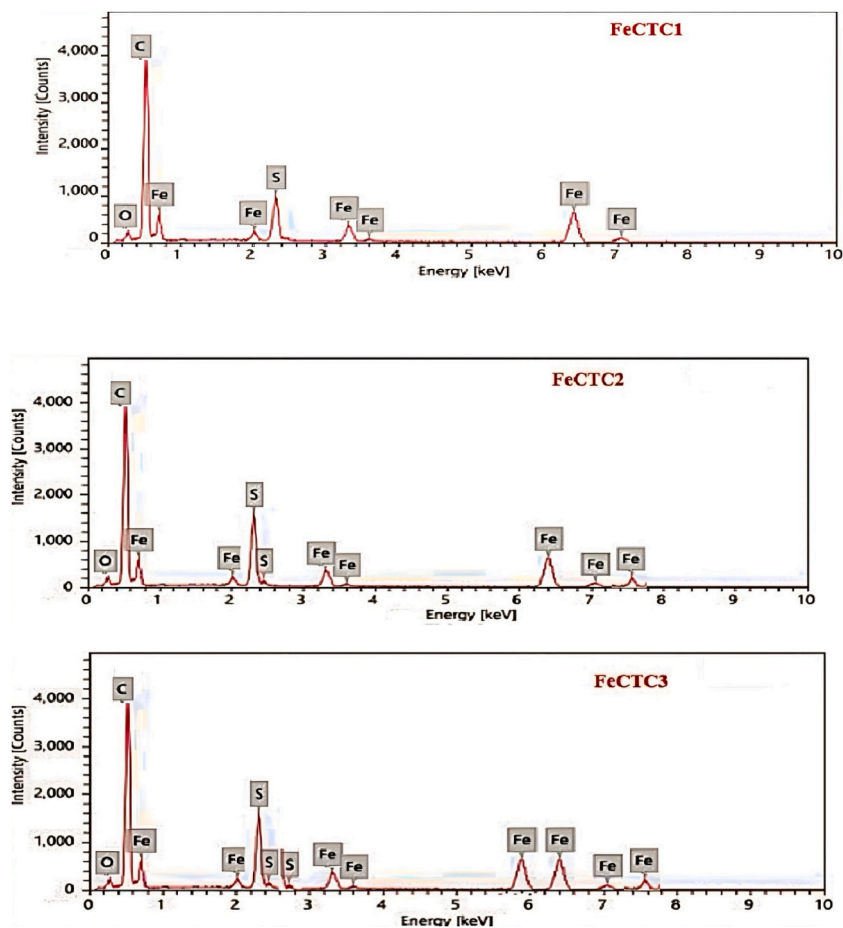 FeCTC1
Intensity [Counts]
4,000
3,000
2,000
1,000
0
C
O
Fe
Fe
S
Fe
Fe
Fe
Fe
0 1 2 3 4 5 6 7 8 9 10
Energy [keV]
FeCTC2
Intensity [Counts]
4,000
3,000
2,000
1,000
0
C
O
Fe
Fe
S
S
Fe
Fe
Fe
Fe
Fe
0 1 2 3 4 5 6 7 8 9 10
Energy [keV]
FeCTC3
Intensity [Counts]
4,000
3,000
2,000
1,000
0
C
O
Fe
Fe
S
S
S
Fe
Fe
Fe
Fe
Fe
Fe
0 1 2 3 4 5 6 7 8 9 10
Energy [keV]